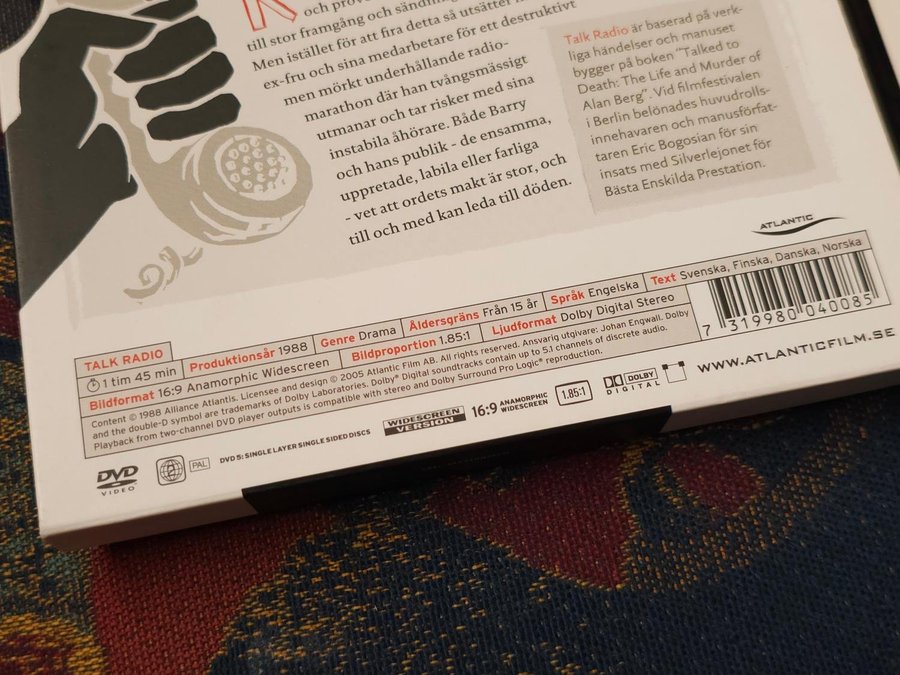 och
till stor framgång och
Men istället för att fira detta så utsätter
ex-fru och sina medarbetare för ett destruktivt
men mörkt underhållande radio-
marathon där han tvångsmässigt
utmanar och tar risker med sina
instabila åhörare. Både Barry
och hans publik - de ensamma,
uppretade, labila eller farliga
- vet att ordets makt är stor, och
till och med kan leda till döden.
Talk Radio är baserad på verk-
liga händelser och manuset
bygger på boken "Talked to
Death: The Life and Murder of
Alan Berg". Vid filmfestivalen
i Berlin belönades huvudrolls-
innehavaren och manusförfat-
taren Eric Bogosian för sin
insats med Silverlejonet för
Bästa Enskilda Prestation.
ATLANTIC
TALK RADIO
1 tim 45 min Produktionsår 1988 Genre Drama Åldersgräns Från 15 år Språk Engelska Text Svenska, Finska, Danska, Norska
Bildformat 16:9 Anamorphic Widescreen Bildproportion 1.85:1 Ljudformat Dolby Digital Stereo
Content © 1988 Alliance Atlantis. Licensee and design © 2005 Atlantic Film AB. All rights reserved. Ansvarig utgivare: Johan Engwall. Dolby
and the double-D symbol are trademarks of Dolby Laboratories. Dolby® Digital soundtracks contain up to 5.1 channels of discrete audio.
Playback from two-channel DVD player outputs is compatible with stereo and Dolby Surround Pro Logic® reproduction.
7 319980 040085
WWW.ATLANTICFILM.SE
DVD VIDEO
2
PAL
DVD 5: SINGLE LAYER SINGLE SIDED DISCS
WIDESCREEN VERSION
16:9 ANAMORPHIC WIDESCREEN
1.85:1
DOLBY DIGITAL